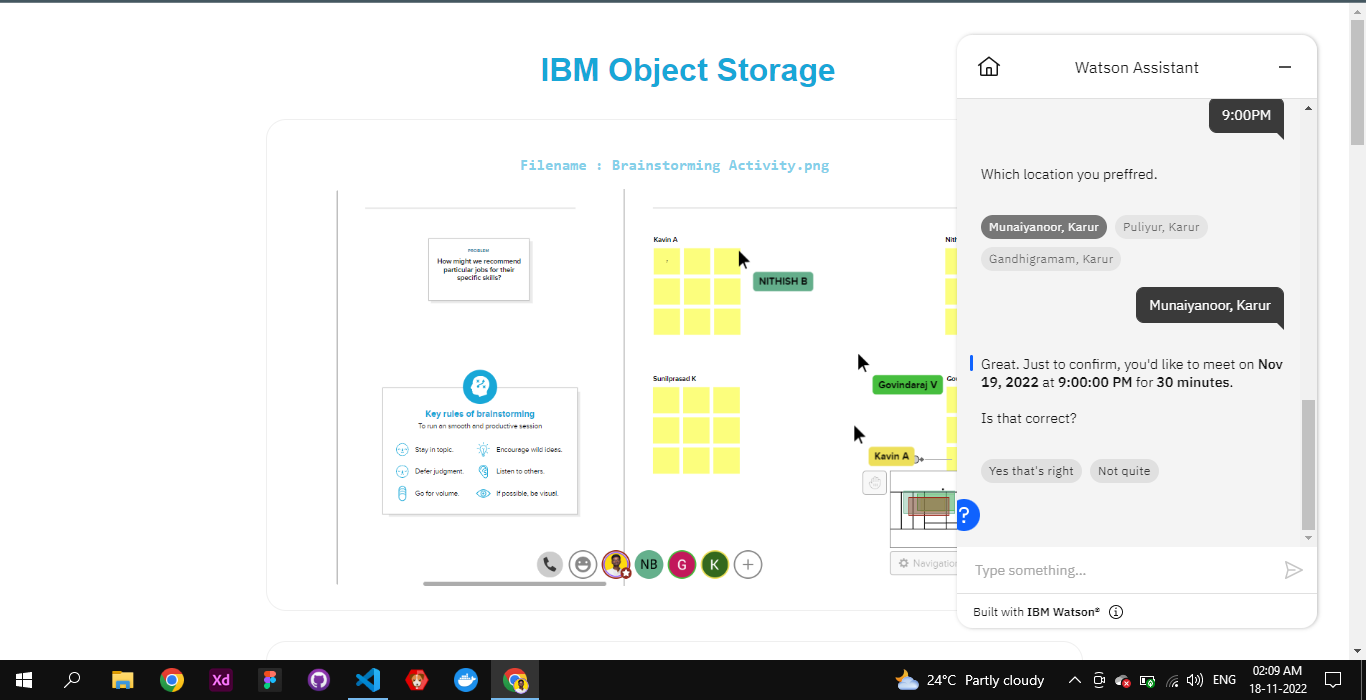 IBM Object Storage
Filename : Brainstorming Activity.png
PROBLEM
How might we recommend
particular jobs for their
specific skills?
Key rules of brainstorming
To run an smooth and productive session
Stay in topic.
Encourage wild ideas.
Defer judgment.
Listen to others.
Go for volume.
If possible, be visual.
Kavin A
NITHISH B
Sunilprasad K
Govindaraj V
Kavin A
NB
G
K
Watson Assistant
9:00PM
Which location you preffred.
Munaiyanoor, Karur
Puliyur, Karur
Gandhigramam, Karur
Munaiyanoor, Karur
Great. Just to confirm, you'd like to meet on Nov
19, 2022 at 9:00:00 PM for 30 minutes.
Is that correct?
Yes that's right
Not quite
?
Type something...
Built with IBM Watson®
Xd
24°C Partly cloudy
ENG
02:09 AM
18-11-2022